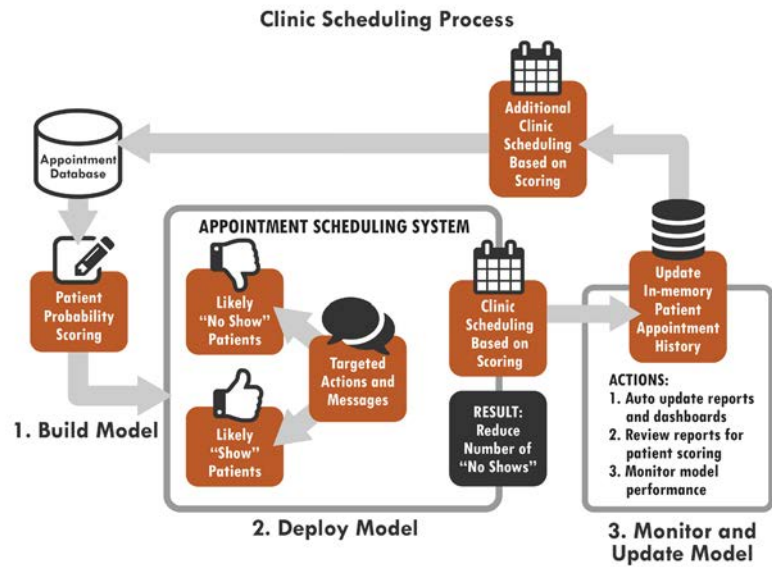 Clinic Scheduling Process
Additional
Clinic
Scheduling
Based on
Scoring
Appointment
Database
Patient
Probability
Scoring
1. Build Model
APPOINTMENT SCHEDULING SYSTEM
Likely
“No Show”
Patients
Targeted
Actions and
Messages
Likely
“Show”
Patients
Clinic
Scheduling
Based on
Scoring
RESULT:
Reduce
Number of
“No Shows”
2. Deploy Model
Update
In-memory
Patient
Appointment
History
ACTIONS:
1. Auto update reports
and dashboards
2. Review reports for
patient scoring
3. Monitor model
performance
3. Monitor and
Update Model